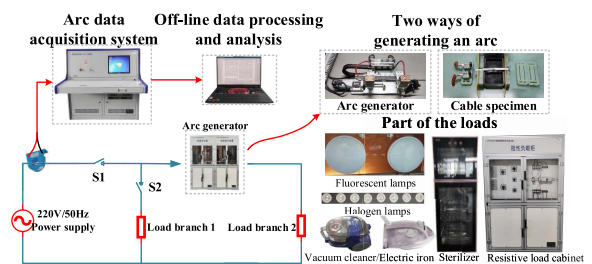 Arc data
acquisition system
Off-line data processing
and analysis
Two ways of
generating an arc
Arc generator
Cable specimen
Arc generator
Part of the loads
S1
S2
220V/50Hz
Power supply
Load branch 1
Load branch 2
Fluorescent lamps
Halogen lamps
Vacuum cleaner/Electric iron
Sterilizer
Resistive load cabinet